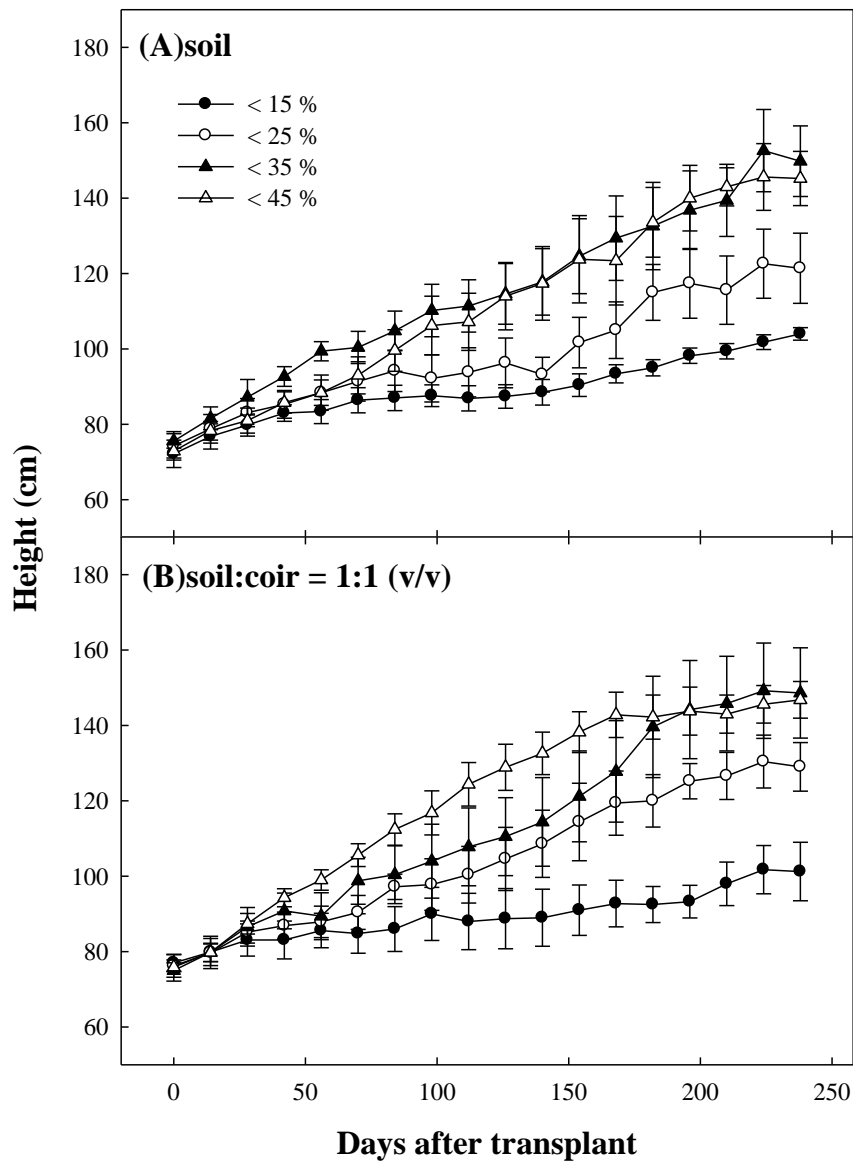 (A)soil
< 15 %
< 25 %
< 35 %
< 45 %
180
160
140
120
100
80
60
Height (cm)
(B)soil:coir = 1:1 (v/v)
180
160
140
120
100
80
60
0 50 100 150 200 250
Days after transplant